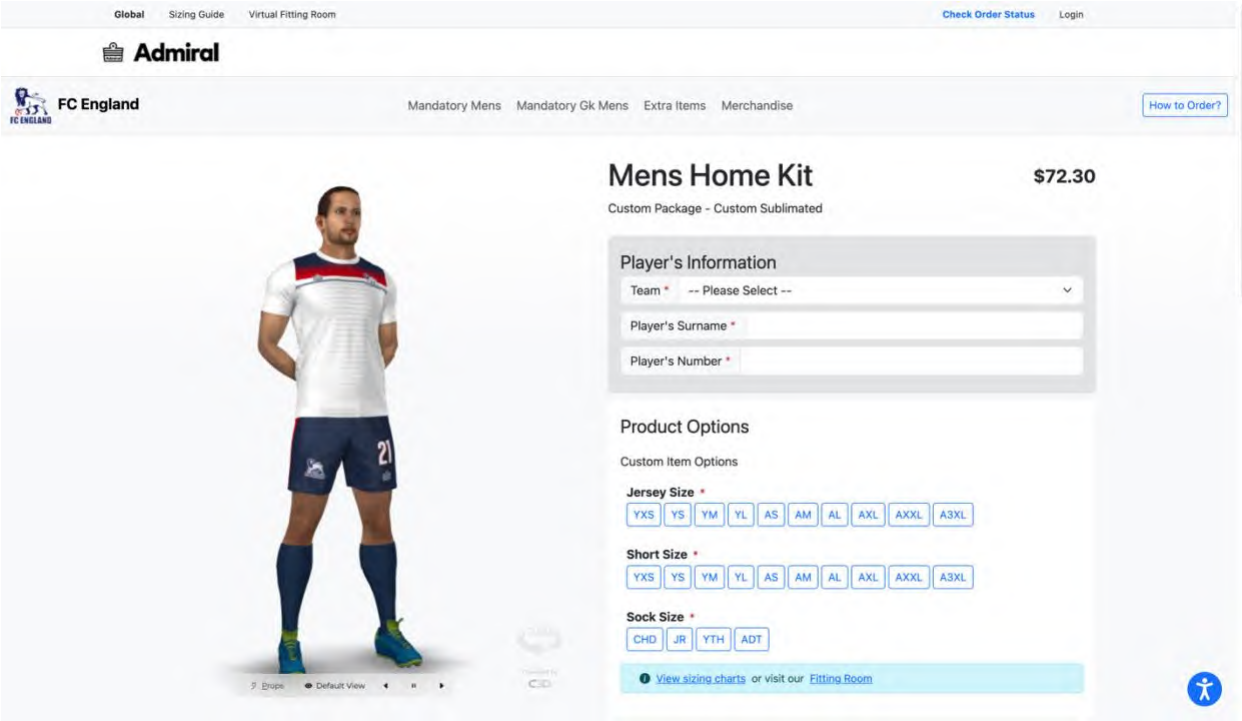 Global Sizing Guide Virtual Fitting Room Check Order Status Login
Admiral
FC ENGLAND
FC England Mandatory Mens Mandatory Gk Mens Extra Items Merchandise How to Order?
Mens Home Kit $72.30
Custom Package - Custom Sublimated
Player's Information
Team * -- Please Select --
Player's Surname *
Player's Number *
Product Options
Custom Item Options
Jersey Size *
YXS YS YM YL AS AM AL AXL AXXL A3XL
Short Size *
YXS YS YM YL AS AM AL AXL AXXL A3XL
Sock Size *
CHD JR YTH ADT
View sizing charts or visit our Fitting Room
21
Props Default View